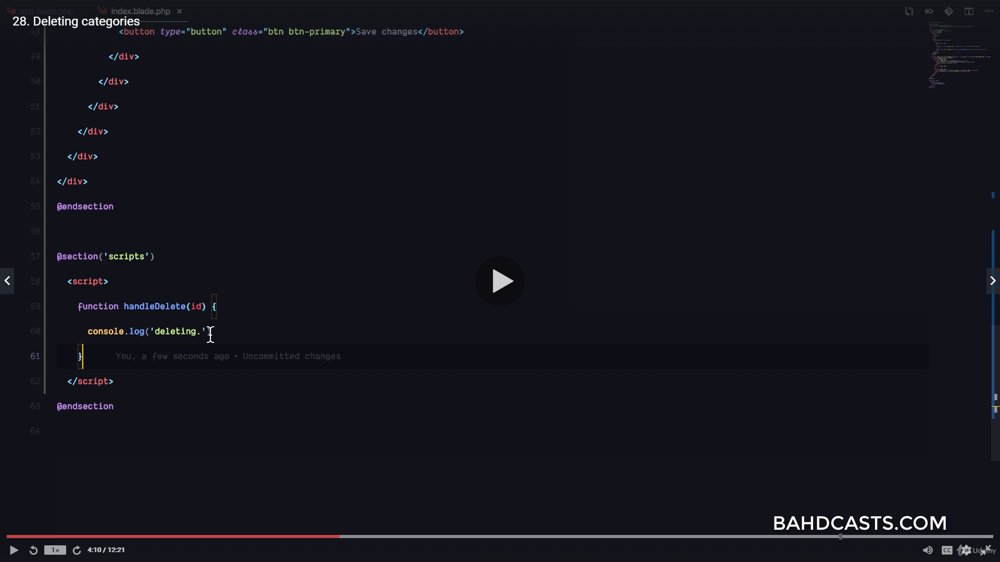 app.blade.php
index.blade.php
28. Deleting categories
48 <button type="button" class="btn btn-primary">Save changes</button>
49 </div>
50 </div>
51 </div>
52 </div>
53 </div>
54 </div>
55 @endsection
56
57 @section('scripts')
58 <script>
59 function handleDelete(id) {
60 console.log('deleting.')
61 } You, a few seconds ago • Uncommitted changes
62 </script>
63 @endsection
64
BAHDCASTS.COM
1× 4:10 / 12:21
CC
Udemy